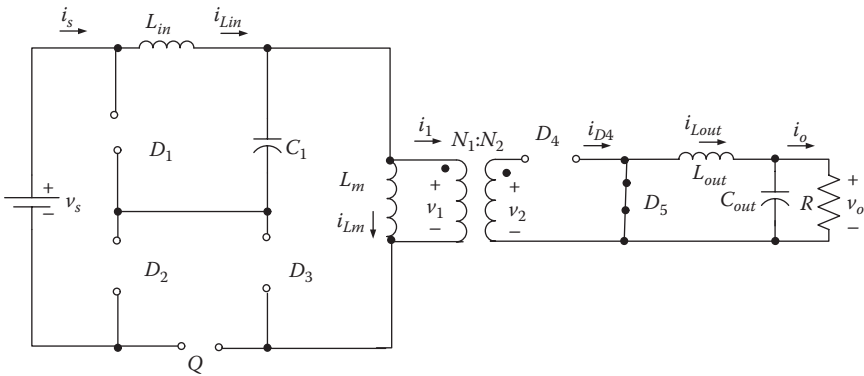 i_s
L_in
i_Lin
D_1
C_1
+
v_s
−
L_m
i_Lm
i_1
N_1:N_2
+
v_1
−
+
v_2
−
D_4
i_D4
i_Lout
i_o
L_out
D_5
C_out
R
+
v_o
−
D_2
D_3
Q